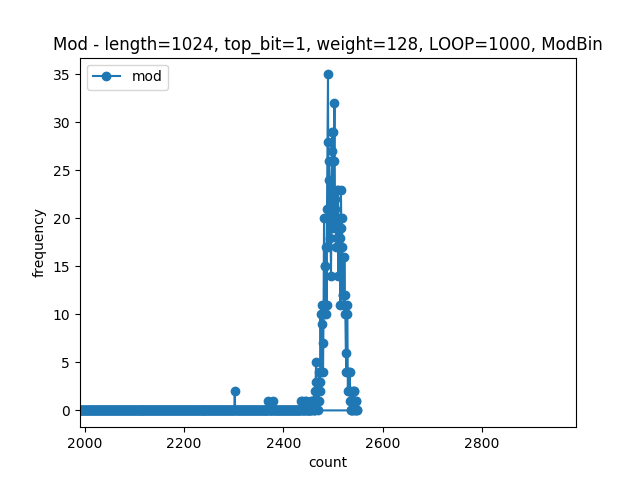 Mod - length=1024, top_bit=1, weight=128, LOOP=1000, ModBin
mod
35
30
25
20
15
10
5
0
frequency
2000 2200 2400 2600 2800
count